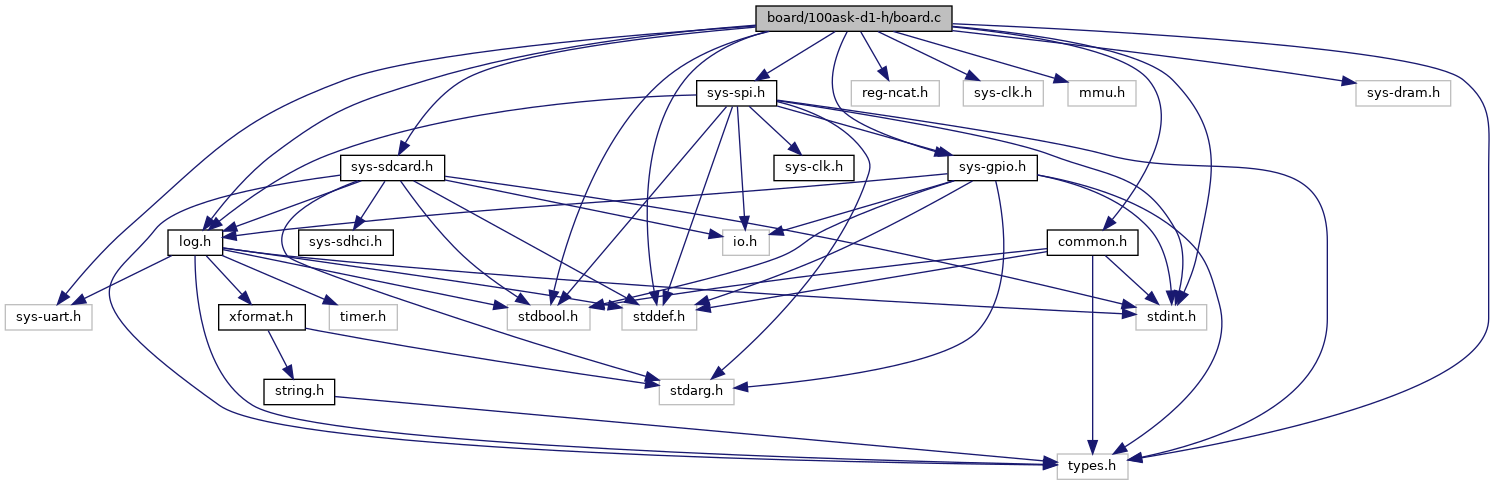 board/100ask-d1-h/board.c
sys-spi.h
reg-ncat.h
sys-clk.h
mmu.h
sys-dram.h
sys-sdcard.h
sys-clk.h
sys-gpio.h
log.h
sys-sdhci.h
io.h
common.h
sys-uart.h
xformat.h
timer.h
stdbool.h
stddef.h
stdint.h
string.h
stdarg.h
types.h